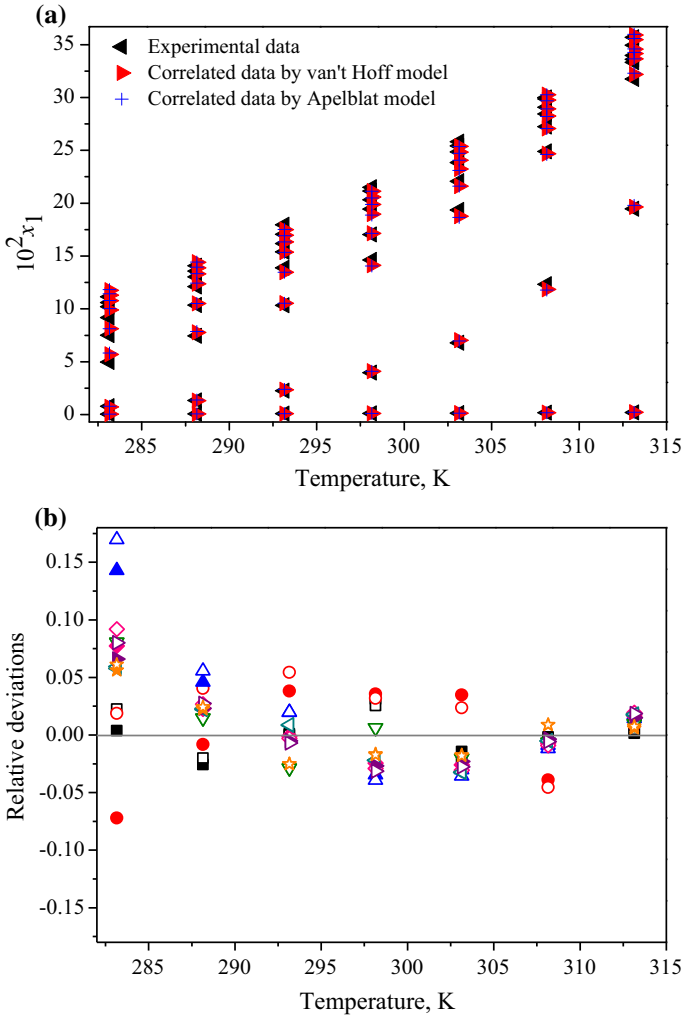 (a)
35
30
25
20
15
10
5
0
10²x₁
Experimental data
Correlated data by van't Hoff model
Correlated data by Apelblat model
285 290 295 300 305 310 315
Temperature, K
(b)
0.15
0.10
0.05
0.00
-0.05
-0.10
-0.15
Relative deviations
285 290 295 300 305 310 315
Temperature, K